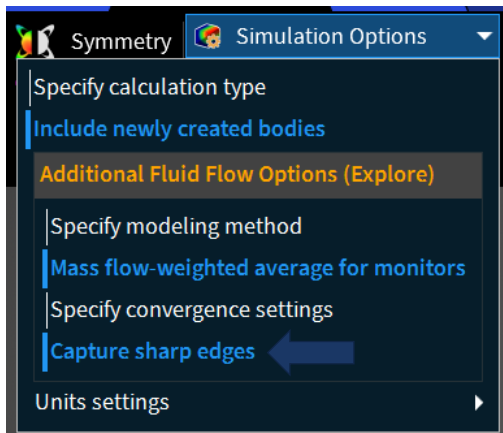 Symmetry Simulation Options
Specify calculation type
Include newly created bodies
Additional Fluid Flow Options (Explore)
Specify modeling method
Mass flow-weighted average for monitors
Specify convergence settings
Capture sharp edges
Units settings